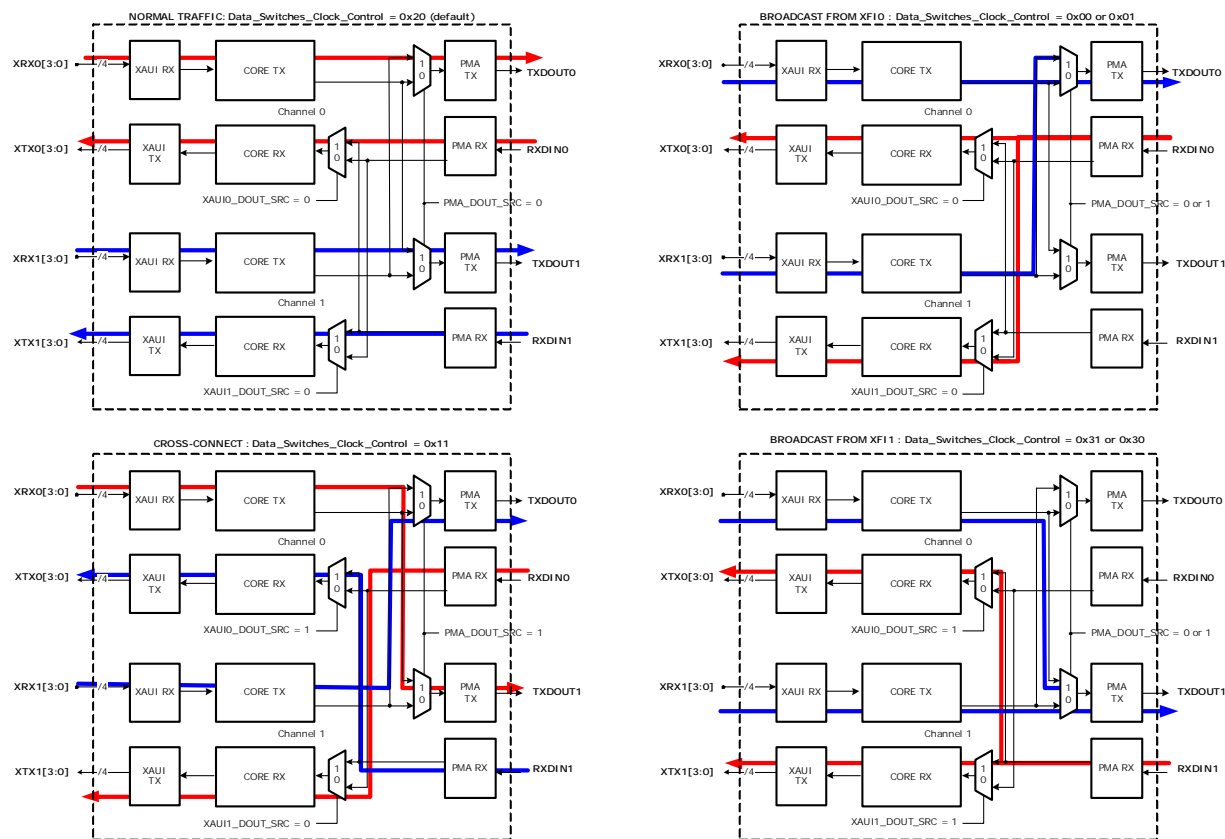 NORMAL TRAFFIC: Data_Switches_Clock_Control = 0x20 (default)
XRX0[3:0]
/4
XAUI RX
CORE TX
1
0
PMA
TX
TXDOUT0
Channel 0
XTX0[3:0]
/4
XAUI
TX
CORE RX
1
0
PMA RX
RXDIN0
XAUI0_DOUT_SRC = 0
PMA_DOUT_SRC = 0
XRX1[3:0]
/4
XAUI RX
CORE TX
1
0
PMA
TX
TXDOUT1
Channel 1
XTX1[3:0]
/4
XAUI
TX
CORE RX
1
0
PMA RX
RXDIN1
XAUI1_DOUT_SRC = 0
BROADCAST FROM XFI0 : Data_Switches_Clock_Control = 0x00 or 0x01
XRX0[3:0]
/4
XAUI RX
CORE TX
1
0
PMA
TX
TXDOUT0
Channel 0
XTX0[3:0]
/4
XAUI
TX
CORE RX
1
0
PMA RX
RXDIN0
XAUI0_DOUT_SRC = 0
PMA_DOUT_SRC = 0 or 1
XRX1[3:0]
/4
XAUI RX
CORE TX
1
0
PMA
TX
TXDOUT1
Channel 1
XTX1[3:0]
/4
XAUI
TX
CORE RX
1
0
PMA RX
RXDIN1
XAUI1_DOUT_SRC = 0
CROSS-CONNECT : Data_Switches_Clock_Control = 0x11
XRX0[3:0]
/4
XAUI RX
CORE TX
1
0
PMA
TX
TXDOUT0
Channel 0
XTX0[3:0]
/4
XAUI
TX
CORE RX
1
0
PMA RX
RXDIN0
XAUI0_DOUT_SRC = 1
PMA_DOUT_SRC = 1
XRX1[3:0]
/4
XAUI RX
CORE TX
1
0
PMA
TX
TXDOUT1
Channel 1
XTX1[3:0]
/4
XAUI
TX
CORE RX
1
0
PMA RX
RXDIN1
XAUI1_DOUT_SRC = 0
BROADCAST FROM XFI1 : Data_Switches_Clock_Control = 0x31 or 0x30
XRX0[3:0]
/4
XAUI RX
CORE TX
1
0
PMA
TX
TXDOUT0
Channel 0
XTX0[3:0]
/4
XAUI
TX
CORE RX
1
0
PMA RX
RXDIN0
XAUI0_DOUT_SRC = 1
PMA_DOUT_SRC = 0 or 1
XRX1[3:0]
/4
XAUI RX
CORE TX
1
0
PMA
TX
TXDOUT1
Channel 1
XTX1[3:0]
/4
XAUI
TX
CORE RX
1
0
PMA RX
RXDIN1
XAUI1_DOUT_SRC = 1